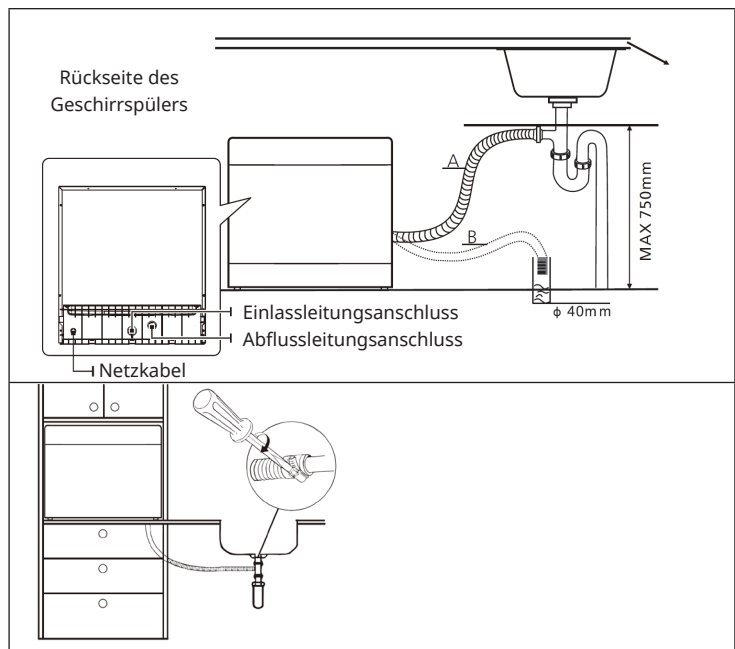 Rückseite des
Geschirrspülers
A
B
MAX 750mm
ϕ 40mm
Einlassleitungsanschluss
Abflussleitungsanschluss
Netzkabel